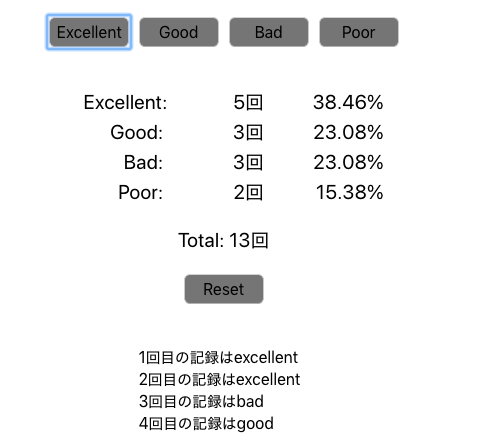 Excellent Good Bad Poor
Excellent: 5回 38.46%
Good: 3回 23.08%
Bad: 3回 23.08%
Poor: 2回 15.38%
Total: 13回
Reset
1回目の記録はexcellent
2回目の記録はexcellent
3回目の記録はbad
4回目の記録はgood